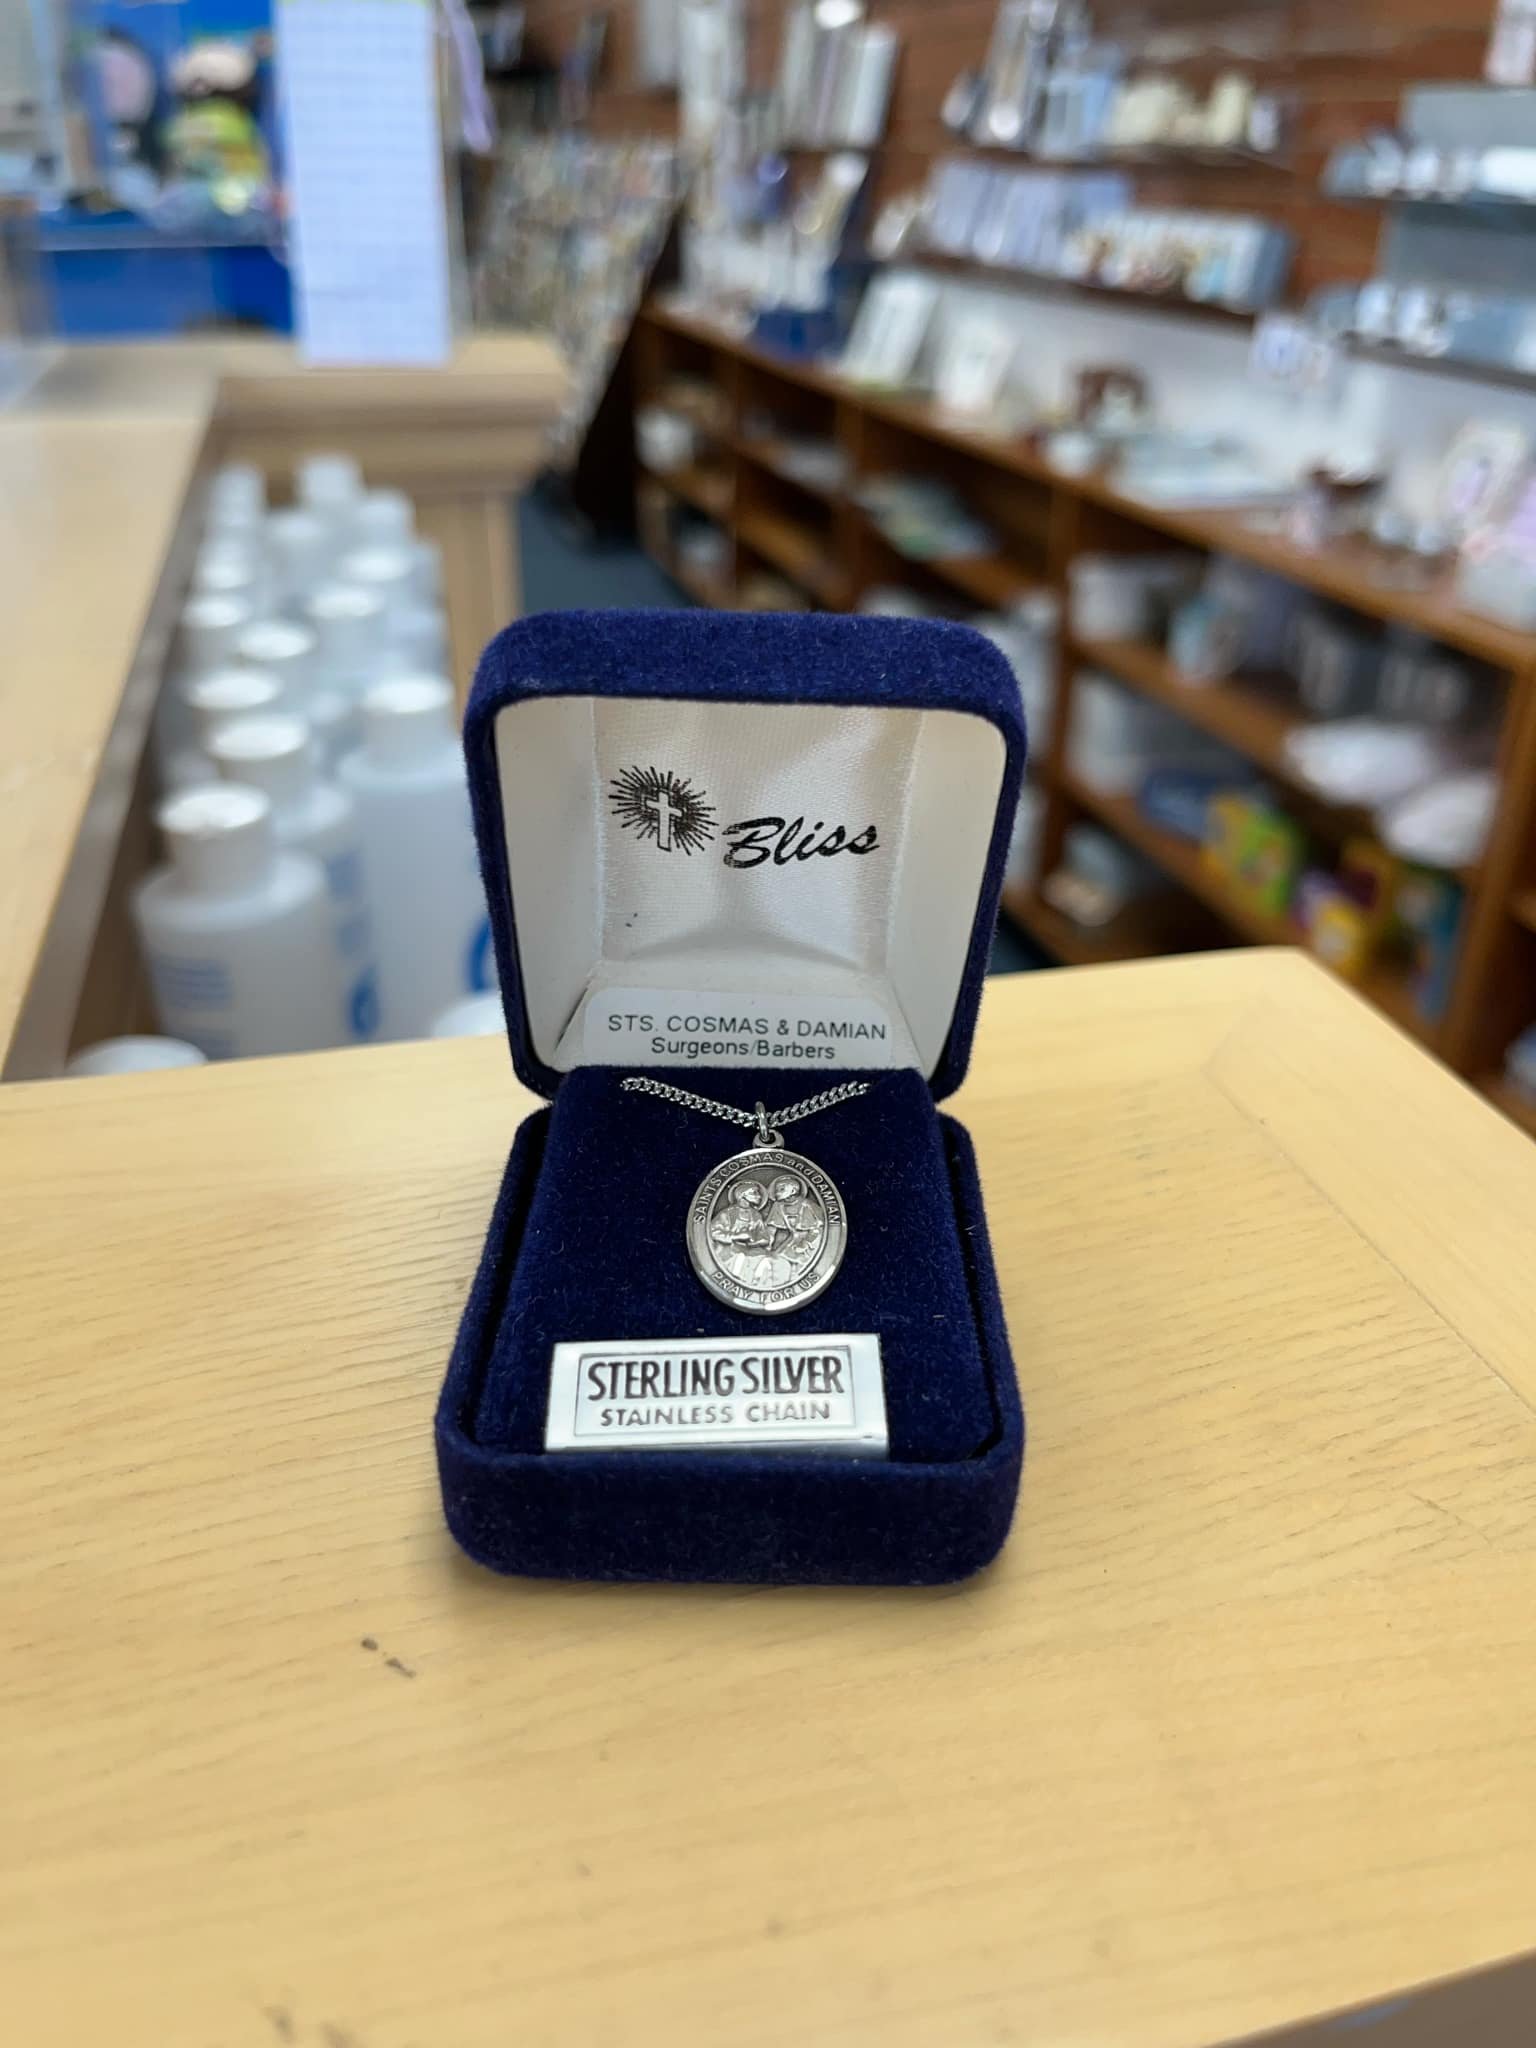 Bliss
STS. COSMAS & DAMIAN
Surgeons/Barbers
SAINTS COSMAS and DAMIAN
PRAY FOR US
STERLING SILVER
STAINLESS CHAIN